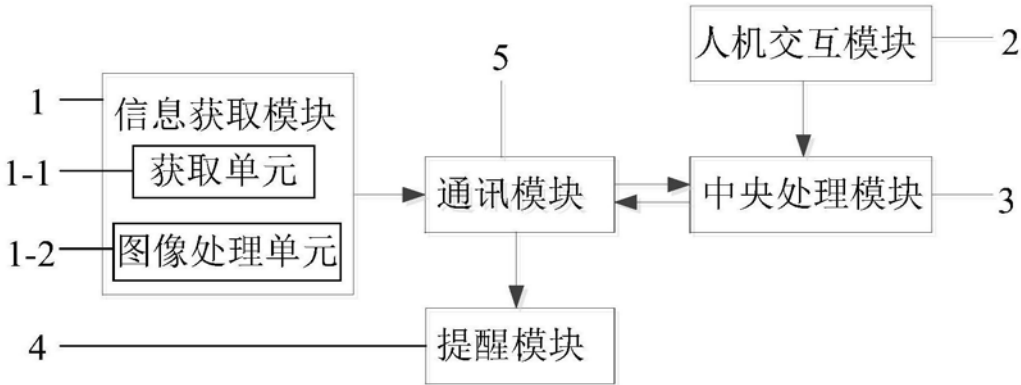 人机交互模块
2
5
1
信息获取模块
1-1
获取单元
通讯模块
中央处理模块
3
1-2
图像处理单元
4
提醒模块